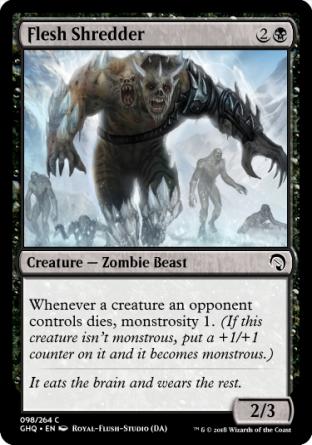 Flesh Shredder 2
Creature — Zombie Beast
Whenever a creature an opponent
controls dies, monstrosity 1. (If this
creature isn't monstrous, put a +1/+1
counter on it and it becomes monstrous.)
It eats the brain and wears the rest.
2/3
098/264 C
GHQ • EN Royal-Flush-Studio (DA)
™ & © 2018 Wizards of the Coast